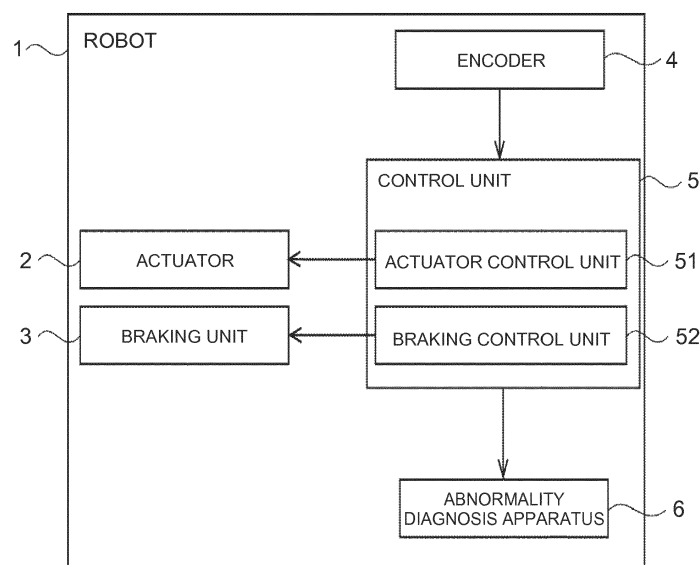 1
ROBOT
ENCODER
4
CONTROL UNIT
5
2
ACTUATOR
ACTUATOR CONTROL UNIT
51
3
BRAKING UNIT
BRAKING CONTROL UNIT
52
ABNORMALITY
DIAGNOSIS APPARATUS
6